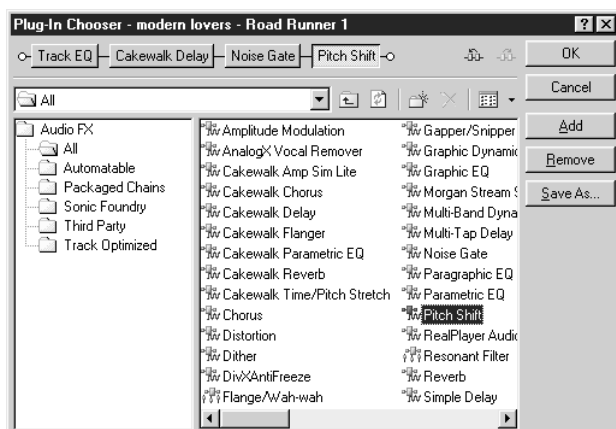 Plug-In Chooser - modern lovers - Road Runner 1
Track EQ Cakewalk Delay Noise Gate Pitch Shift
OK
Cancel
Add
Remove
Save As...
All
Audio FX
All
Automatable
Packaged Chains
Sonic Foundry
Third Party
Track Optimized
Amplitude Modulation
AnalogX Vocal Remover
Cakewalk Amp Sim Lite
Cakewalk Chorus
Cakewalk Delay
Cakewalk Flanger
Cakewalk Parametric EQ
Cakewalk Reverb
Cakewalk Time/Pitch Stretch
Chorus
Distortion
Dither
DivXAntiFreeze
Flange/Wah-wah
Gapper/Snipper
Graphic Dynamic
Graphic EQ
Morgan Stream S
Multi-Band Dyna
Multi-Tap Delay
Noise Gate
Paragraphic EQ
Parametric EQ
Pitch Shift
RealPlayer Audio
Resonant Filter
Reverb
Simple Delay